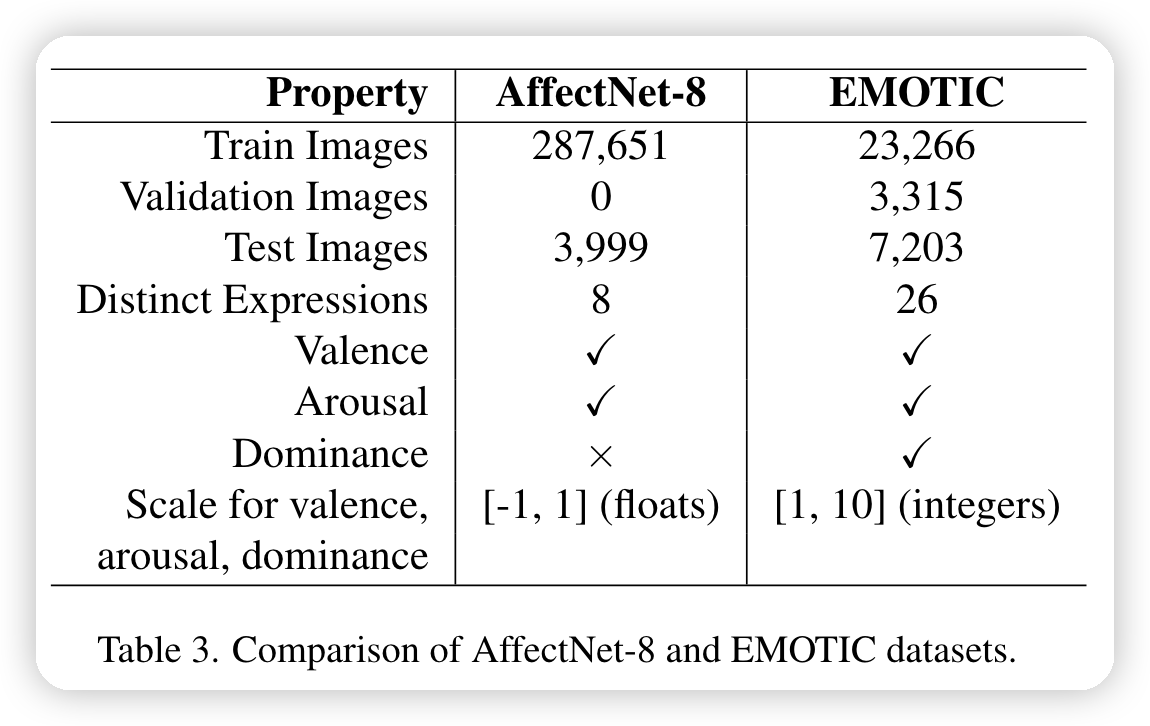 Property AffectNet-8 EMOTIC
Train Images 287,651 23,266
Validation Images 0 3,315
Test Images 3,999 7,203
Distinct Expressions 8 26
Valence ✓ ✓
Arousal ✓ ✓
Dominance × ✓
Scale for valence, [-1, 1] (floats) [1, 10] (integers)
arousal, dominance
Table 3. Comparison of AffectNet-8 and EMOTIC datasets.